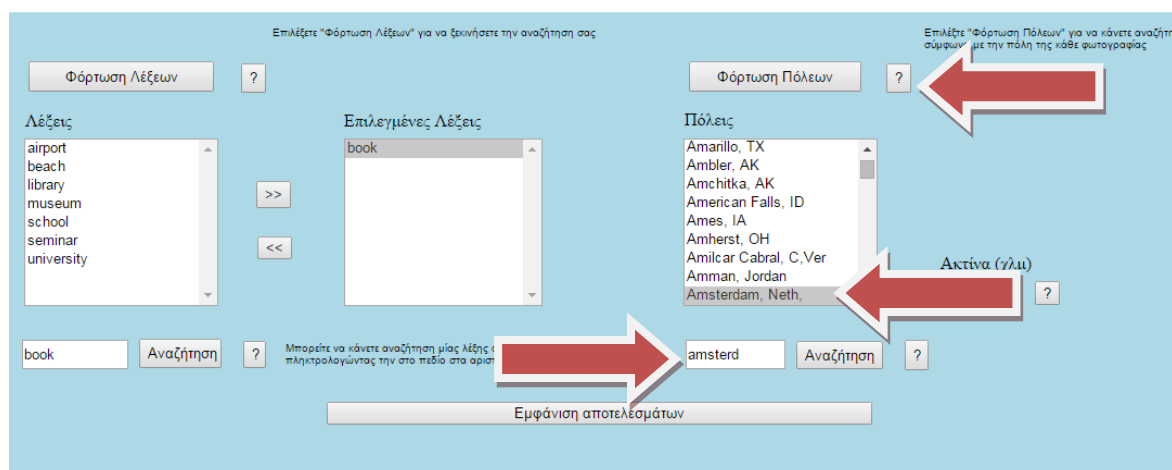 Επιλέξετε "Φόρτωση Λέξεων" για να ξεκινήσετε την αναζήτηση σας
Επιλέξτε "Φόρτωση Πόλεων" για να κάνετε
σύμφωνα με την πόλη της κάθε φωτογραφίας
Φόρτωση Λέξεων
?
Φόρτωση Πόλεων
?
Λέξεις
Επιλεγμένες Λέξεις
Πόλεις
airport
beach
library
museum
school
seminar
university
>>
<<
book
Amarillo, TX
Ambler, AK
Amchitka, AK
American Falls, ID
Ames, IA
Amherst, OH
Amilcar Cabral, C,Ver
Amman, Jordan
Amsterdam, Neth,
Ακτίνα (χλμ)
?
book
Αναζήτηση
?
Μπορείτε να κάνετε αναζήτηση μίας λέξης
πληκτρολογώντας την στο πεδίο στα
amsterd
Αναζήτηση
?
Εμφάνιση αποτελεσμάτων